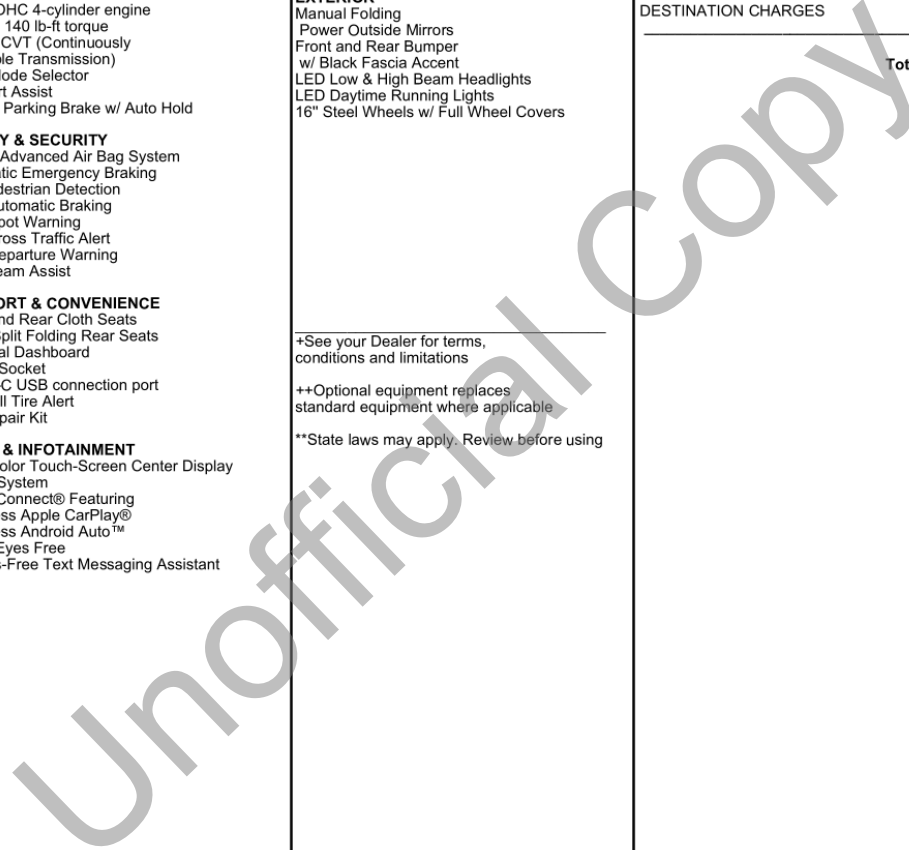 OHC 4-cylinder engine
140 lb-ft torque
CVT (Continuously
le Transmission)
ode Selector
rt Assist
Parking Brake w/ Auto Hold
Y & SECURITY
Advanced Air Bag System
tic Emergency Braking
destrian Detection
utomatic Braking
pot Warning
ross Traffic Alert
eparture Warning
eam Assist
ORT & CONVENIENCE
nd Rear Cloth Seats
Split Folding Rear Seats
al Dashboard
Socket
-C USB connection port
ll Tire Alert
pair Kit
& INFOTAINMENT
olor Touch-Screen Center Display
System
Connect® Featuring
ss Apple CarPlay®
ss Android Auto™
Eyes Free
s-Free Text Messaging Assistant
EXTERIOR
Manual Folding
Power Outside Mirrors
Front and Rear Bumper
w/ Black Fascia Accent
LED Low & High Beam Headlights
LED Daytime Running Lights
16" Steel Wheels w/ Full Wheel Covers
+See your Dealer for terms,
conditions and limitations
++Optional equipment replaces
standard equipment where applicable
**State laws may apply. Review before using
DESTINATION CHARGES
Tot
Unofficial Copy